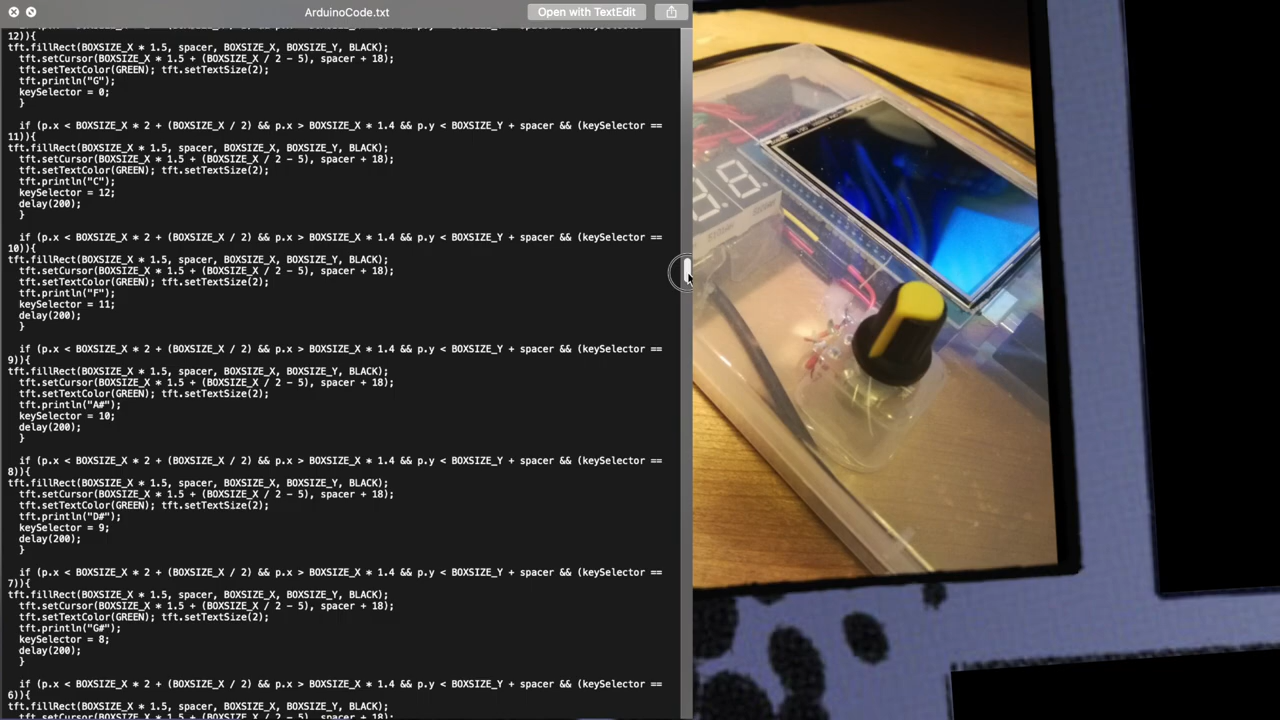 ArduinoCode.txt
Open with TextEdit
12)){
tft.fillRect(BOXSIZE_X * 1.5, spacer, BOXSIZE_X, BOXSIZE_Y, BLACK);
tft.setCursor(BOXSIZE_X * 1.5 + (BOXSIZE_X / 2 - 5), spacer + 18);
tft.setTextColor(GREEN); tft.setTextSize(2);
tft.println("G");
keySelector = 0;
}
if (p.x < BOXSIZE_X * 2 + (BOXSIZE_X / 2) && p.x > BOXSIZE_X * 1.4 && p.y < BOXSIZE_Y + spacer && (keySelector ==
11)){
tft.fillRect(BOXSIZE_X * 1.5, spacer, BOXSIZE_X, BOXSIZE_Y, BLACK);
tft.setCursor(BOXSIZE_X * 1.5 + (BOXSIZE_X / 2 - 5), spacer + 18);
tft.setTextColor(GREEN); tft.setTextSize(2);
tft.println("C");
keySelector = 12;
delay(200);
}
if (p.x < BOXSIZE_X * 2 + (BOXSIZE_X / 2) && p.x > BOXSIZE_X * 1.4 && p.y < BOXSIZE_Y + spacer && (keySelector ==
10)){
tft.fillRect(BOXSIZE_X * 1.5, spacer, BOXSIZE_X, BOXSIZE_Y, BLACK);
tft.setCursor(BOXSIZE_X * 1.5 + (BOXSIZE_X / 2 - 5), spacer + 18);
tft.setTextColor(GREEN); tft.setTextSize(2);
tft.println("F");
keySelector = 11;
delay(200);
}
if (p.x < BOXSIZE_X * 2 + (BOXSIZE_X / 2) && p.x > BOXSIZE_X * 1.4 && p.y < BOXSIZE_Y + spacer && (keySelector ==
9)){
tft.fillRect(BOXSIZE_X * 1.5, spacer, BOXSIZE_X, BOXSIZE_Y, BLACK);
tft.setCursor(BOXSIZE_X * 1.5 + (BOXSIZE_X / 2 - 5), spacer + 18);
tft.setTextColor(GREEN); tft.setTextSize(2);
tft.println("A#");
keySelector = 10;
delay(200);
}
if (p.x < BOXSIZE_X * 2 + (BOXSIZE_X / 2) && p.x > BOXSIZE_X * 1.4 && p.y < BOXSIZE_Y + spacer && (keySelector ==
8)){
tft.fillRect(BOXSIZE_X * 1.5, spacer, BOXSIZE_X, BOXSIZE_Y, BLACK);
tft.setCursor(BOXSIZE_X * 1.5 + (BOXSIZE_X / 2 - 5), spacer + 18);
tft.setTextColor(GREEN); tft.setTextSize(2);
tft.println("D#");
keySelector = 9;
delay(200);
}
if (p.x < BOXSIZE_X * 2 + (BOXSIZE_X / 2) && p.x > BOXSIZE_X * 1.4 && p.y < BOXSIZE_Y + spacer && (keySelector ==
7)){
tft.fillRect(BOXSIZE_X * 1.5, spacer, BOXSIZE_X, BOXSIZE_Y, BLACK);
tft.setCursor(BOXSIZE_X * 1.5 + (BOXSIZE_X / 2 - 5), spacer + 18);
tft.setTextColor(GREEN); tft.setTextSize(2);
tft.println("G#");
keySelector = 8;
delay(200);
}
if (p.x < BOXSIZE_X * 2 + (BOXSIZE_X / 2) && p.x > BOXSIZE_X * 1.4 && p.y < BOXSIZE_Y + spacer && (keySelector ==
6)){
tft.fillRect(BOXSIZE_X * 1.5, spacer, BOXSIZE_X, BOXSIZE_Y, BLACK);
tft.setCursor(BOXSIZE_X * 1.5 + (BOXSIZE_X / 2 - 5), spacer + 18);